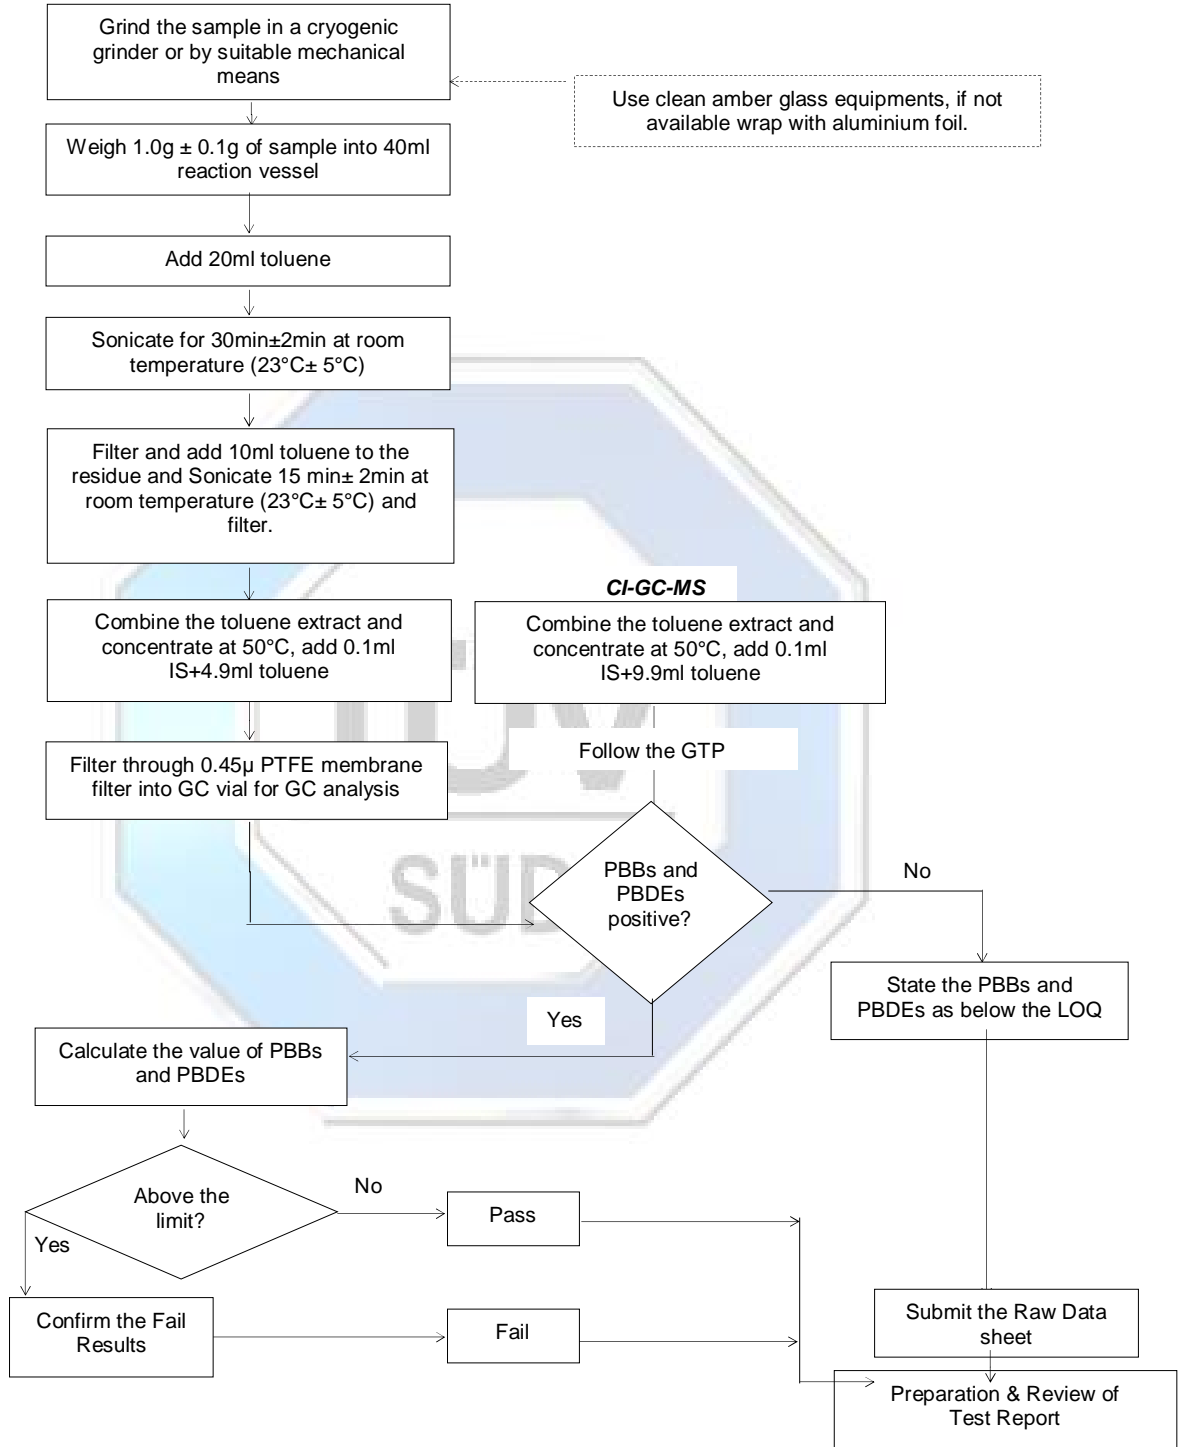 Grind the sample in a cryogenic
grinder or by suitable mechanical
means
Use clean amber glass equipments, if not
available wrap with aluminium foil.
Weigh 1.0g ± 0.1g of sample into 40ml
reaction vessel
Add 20ml toluene
Sonicate for 30min±2min at room
temperature (23°C± 5°C)
Filter and add 10ml toluene to the
residue and Sonicate 15 min± 2min at
room temperature (23°C± 5°C) and
filter.
CI-GC-MS
Combine the toluene extract and
concentrate at 50°C, add 0.1ml
IS+4.9ml toluene
Combine the toluene extract and
concentrate at 50°C, add 0.1ml
IS+9.9ml toluene
TÜV
Follow the GTP
Filter through 0.45µ PTFE membrane
filter into GC vial for GC analysis
SÜD
PBBs and
PBDEs
positive?
No
State the PBBs and
PBDEs as below the LOQ
Yes
Calculate the value of PBBs
and PBDEs
Above the
limit?
No
Pass
Yes
Confirm the Fail
Results
Fail
Submit the Raw Data
sheet
Preparation & Review of
Test Report